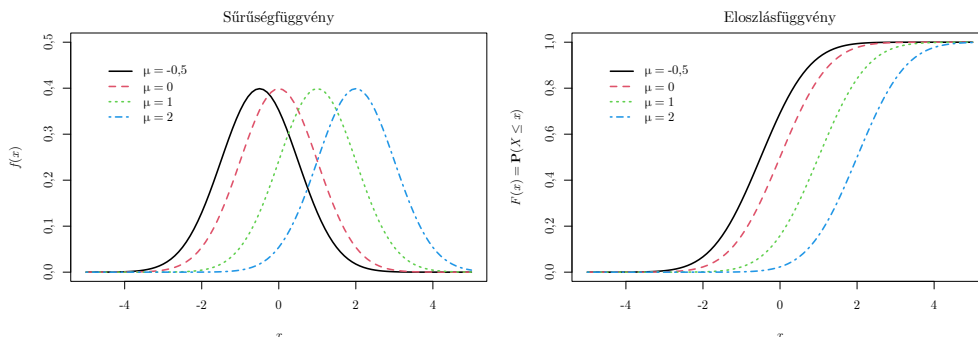 Sűrűségfüggvény
f(x)
0,5
0,4
0,3
0,2
0,1
0,0
μ = -0,5
μ = 0
μ = 1
μ = 2
-4 -2 0 2 4
x
Eloszlásfüggvény
F(x) = P(X ≤ x)
1,0
0,8
0,6
0,4
0,2
0,0
μ = -0,5
μ = 0
μ = 1
μ = 2
-4 -2 0 2 4
x